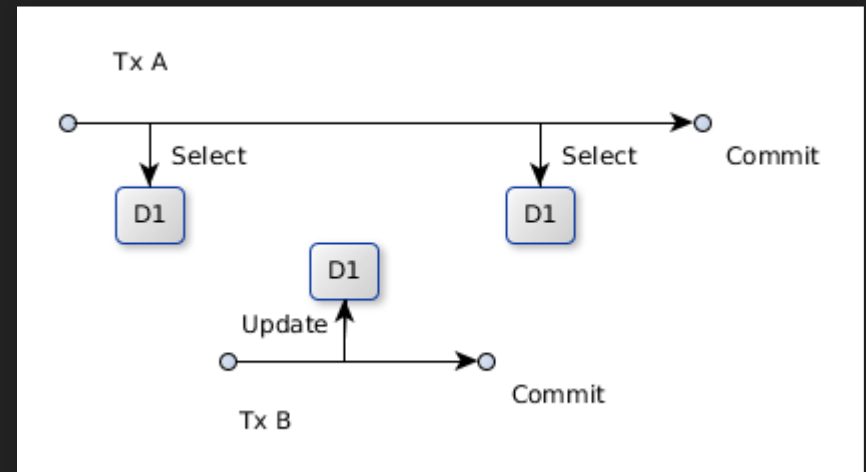 Tx A
Select
Select
Commit
D1
D1
D1
Update
Commit
Tx B